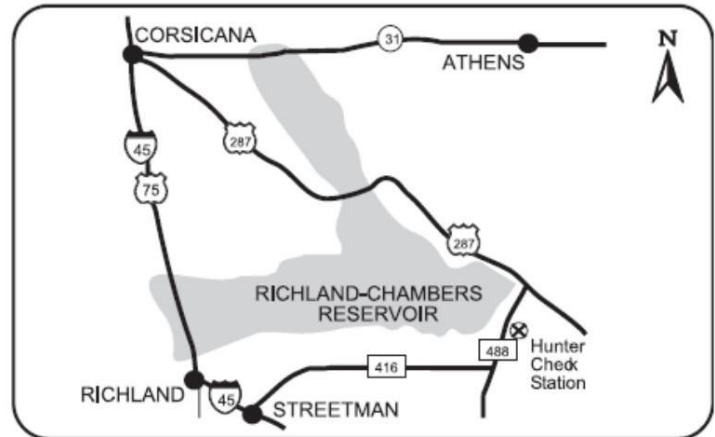 CORSICANA
31
ATHENS
N
45
287
75
287
RICHLAND-CHAMBERS
RESERVOIR
488
Hunter
Check
Station
416
RICHLAND
45
STREETMAN